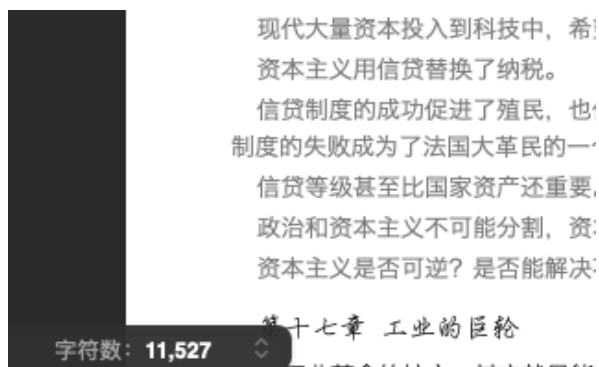 现代大量资本投入到科技中，希
资本主义用信贷替换了纳税。
信贷制度的成功促进了殖民，也
制度的失败成为了法国大革民的一个
信贷等级甚至比国家资产还重要
政治和资本主义不可能分割，资
资本主义是否可逆？是否能解决
第十七章 工业的巨轮
字符数：11,527